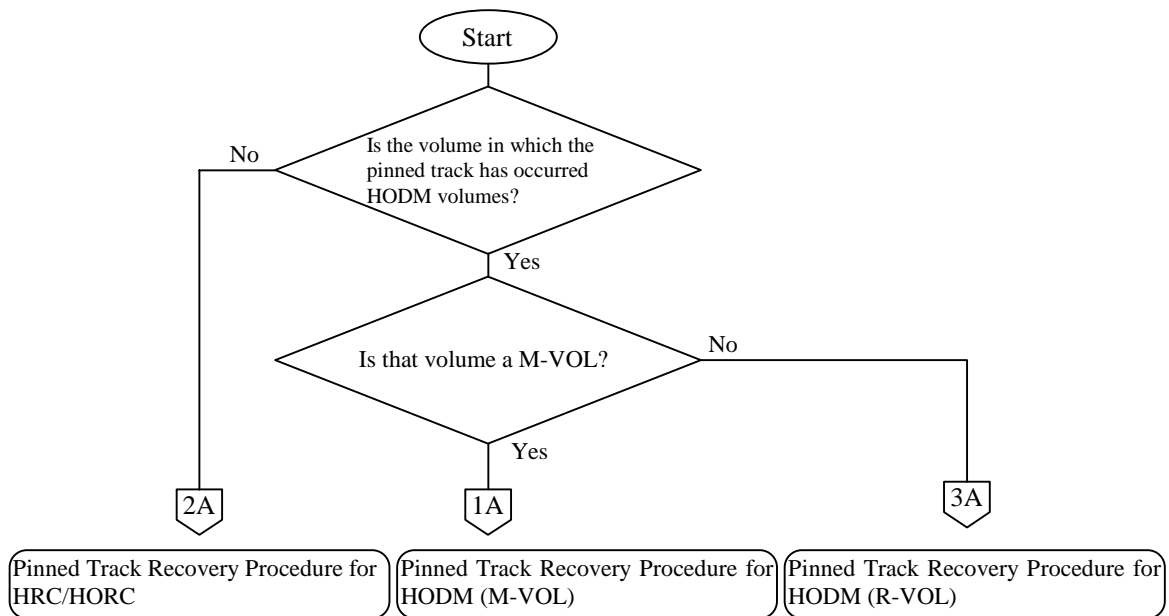 Start
Is the volume in which the
pinned track has occurred
HODM volumes?
No
Yes
Is that volume a M-VOL?
No
Yes
2A
1A
3A
Pinned Track Recovery Procedure for
HRC/HORC
Pinned Track Recovery Procedure for
HODM (M-VOL)
Pinned Track Recovery Procedure for
HODM (R-VOL)